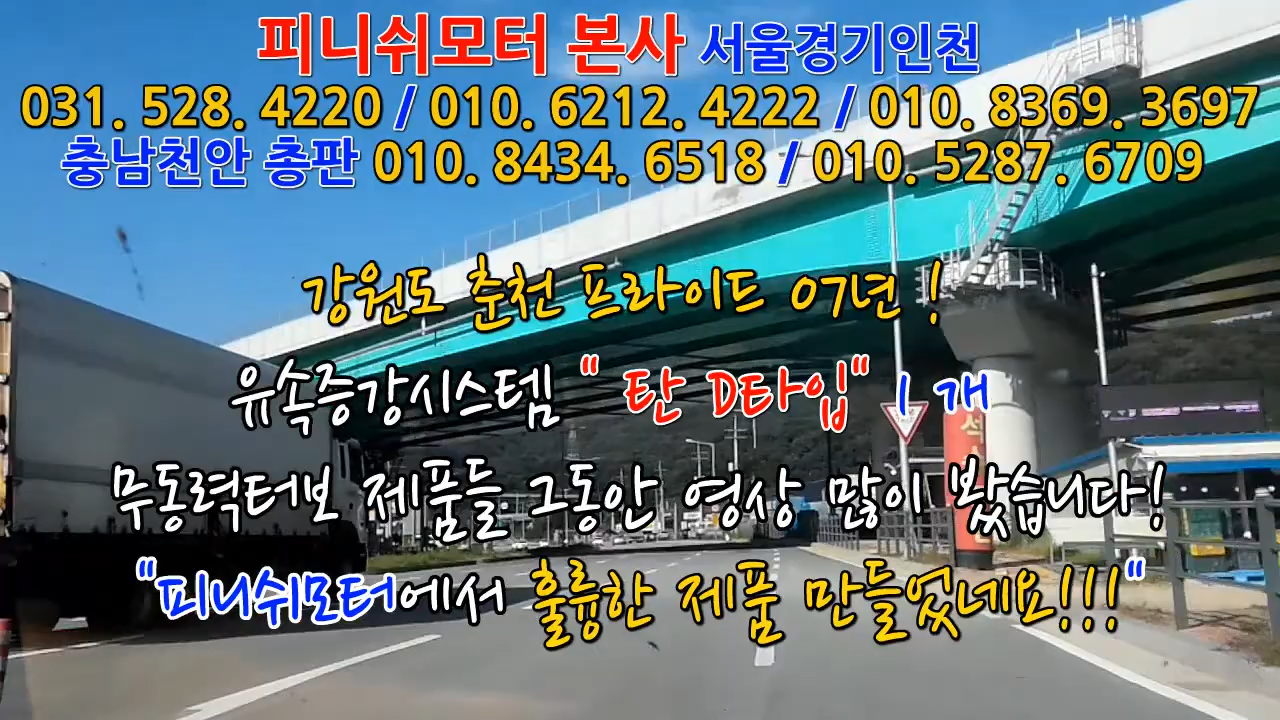 피니쉬모터 본사 서울경기인천
031. 528. 4220 / 010. 6212. 4222 / 010. 8369. 3697
충남천안 총판 010. 8434. 6518 / 010. 5287. 6709
강원도 춘천 프라이드 07년 !
유속증강시스템 " 탄 D타입" 1 개
무동력터보 제품들 그동안 영상 많이 봤습니다!
"피니쉬모터에서 훌륭한 제품 만들었네요!!!"